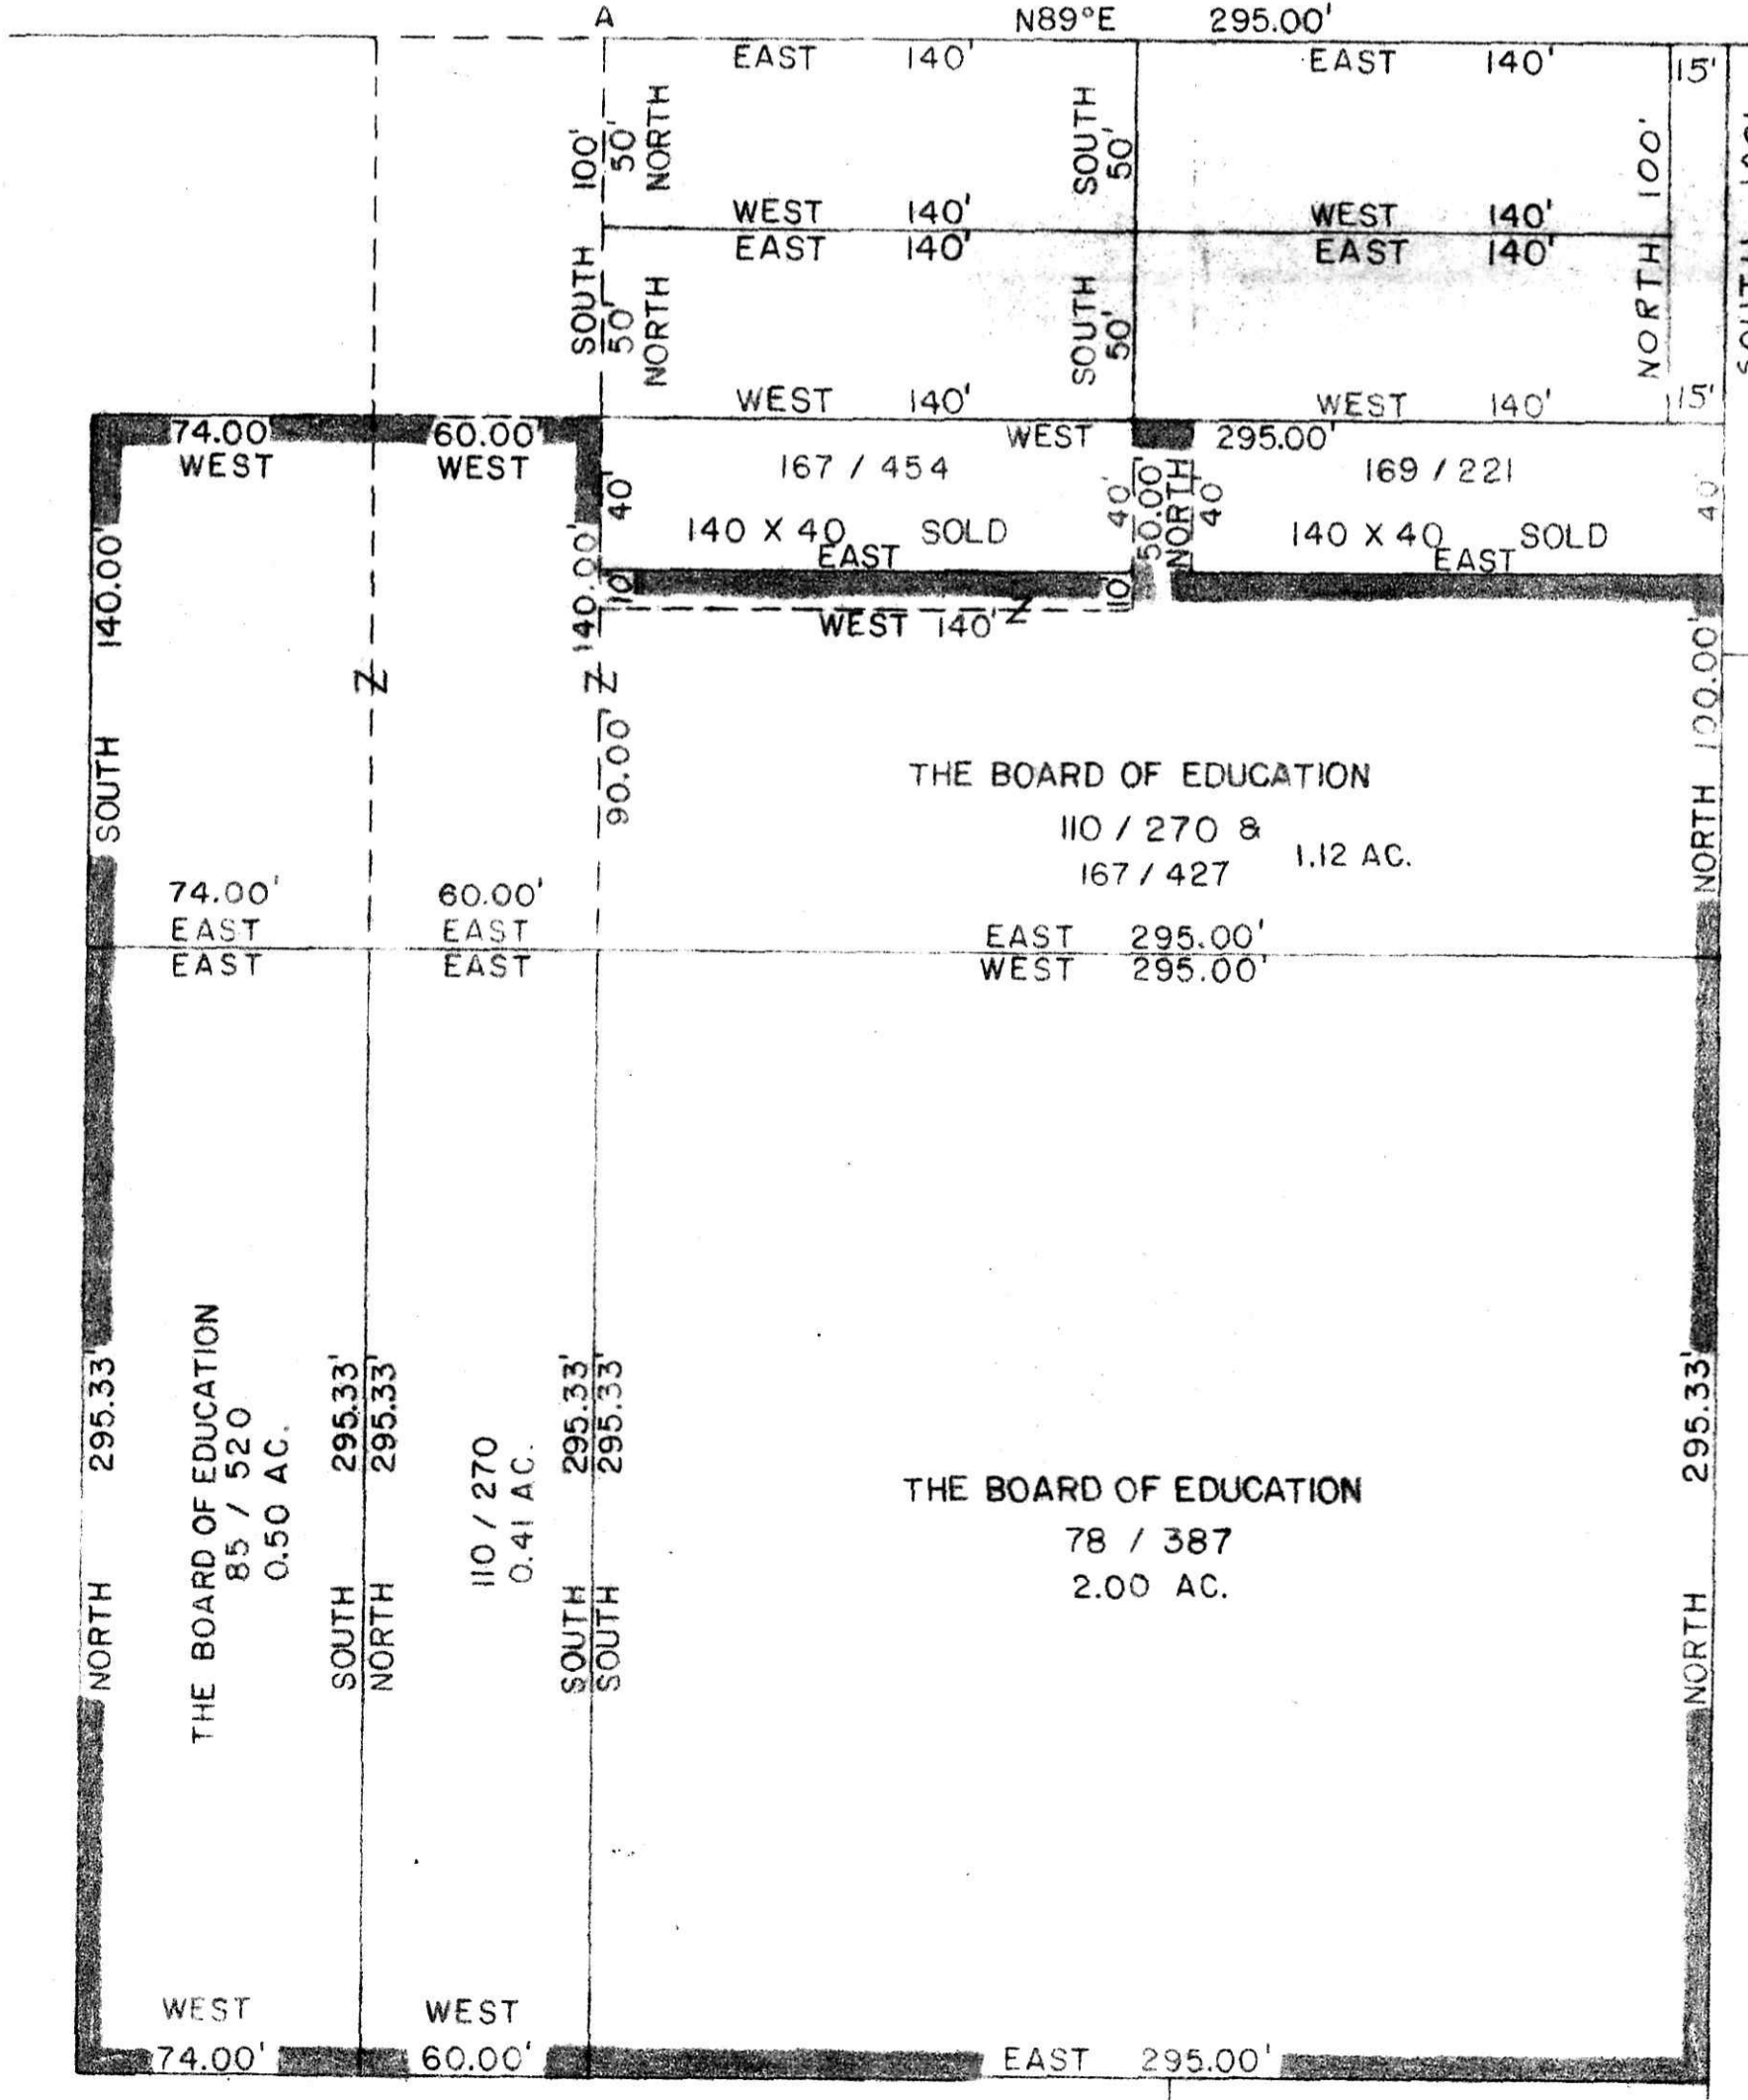 A N89°E 295.00'
EAST 140' EAST 140' 15'
SOUTH 100'
50' NORTH
SOUTH 50'
NORTH 100'
WEST 140' WEST 140'
EAST 140' EAST 140'
50' NORTH
SOUTH 50'
WEST 140' WEST 140' 15'
74.00' 60.00' WEST 295.00'
WEST WEST
167 / 454 169 / 221
40' 40' 50.00' NORTH 40' 40'
140 X 40 SOLD 140 X 40 SOLD
EAST EAST
140.00' 140.00' 10' 10'
WEST 140' Z
Z Z
SOUTH 90.00' NORTH 100.00'
THE BOARD OF EDUCATION
110 / 270 &
167 / 427 1.12 AC.
74.00' 60.00'
EAST EAST EAST 295.00'
EAST EAST WEST 295.00'
NORTH 295.33'
THE BOARD OF EDUCATION
85 / 520
0.50 AC.
SOUTH 295.33'
NORTH 295.33'
110 / 270
0.41 AC.
SOUTH 295.33'
SOUTH 295.33'
THE BOARD OF EDUCATION
78 / 387
2.00 AC.
NORTH 295.33'
WEST WEST
74.00' 60.00' EAST 295.00'